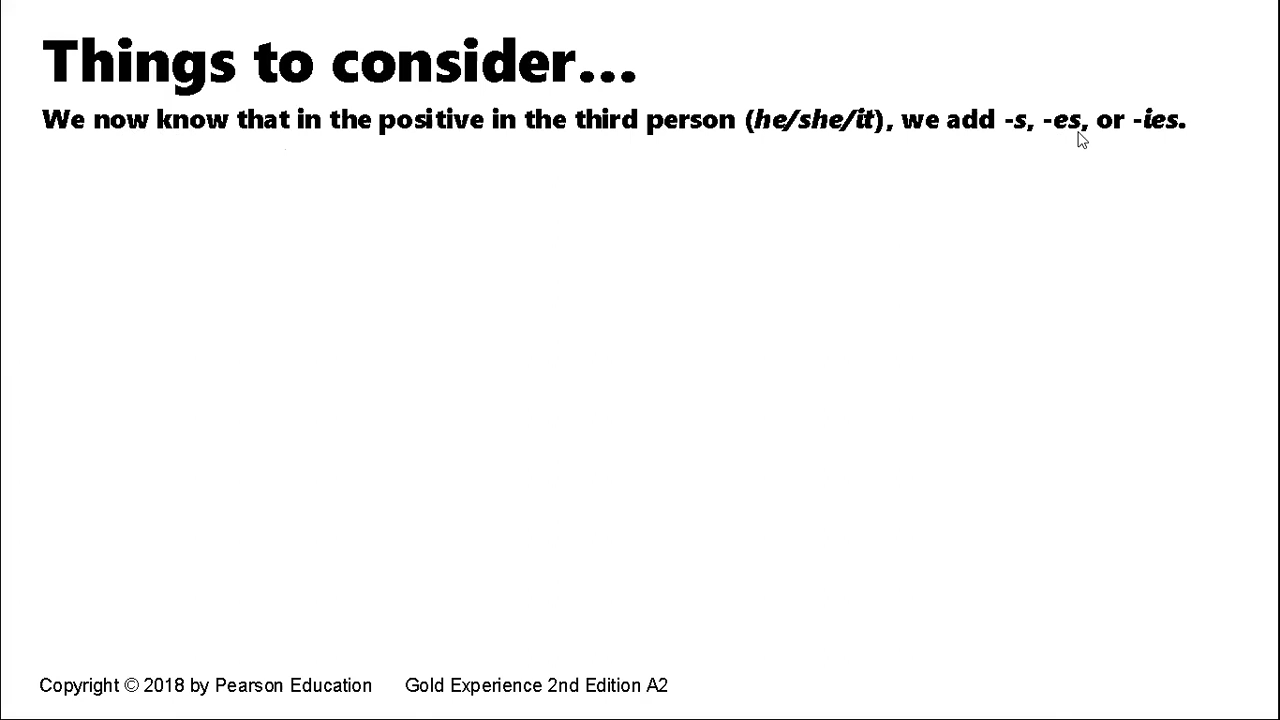 Things to consider...
We now know that in the positive in the third person (he/she/it), we add -s, -es, or -ies.
Copyright © 2018 by Pearson Education Gold Experience 2nd Edition A2